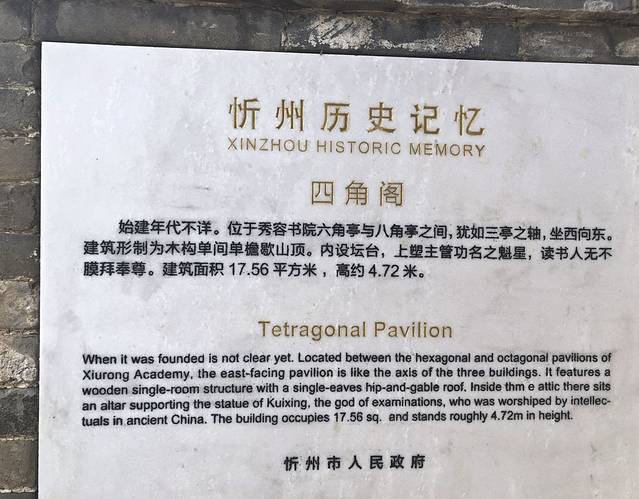 忻州历史记忆
XINZHOU HISTORIC MEMORY
四角阁
始建年代不详。位于秀容书院六角亭与八角亭之间，犹如三亭之轴，坐西向东。
建筑形制为木构单间单檐歇山顶。内设坛台，上塑主管功名之魁星，读书人无不
膜拜奉尊。建筑面积 17.56 平方米，高约 4.72 米。
Tetragonal Pavilion
When it was founded is not clear yet. Located between the hexagonal and octagonal pavilions of
Xiurong Academy, the east-facing pavilion is like the axis of the three buildings. It features a
wooden single-room structure with a single-eaves hip-and-gable roof. Inside thm e attic there sits
an altar supporting the statue of Kuixing, the god of examinations, who was worshiped by intellec-
tuals in ancient China. The building occupies 17.56 sq. and stands roughly 4.72m in height.
忻州市人民政府